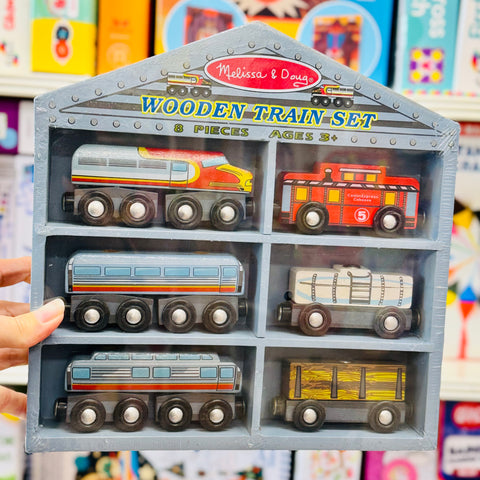 Melissa & Doug
WOODEN TRAIN SET
8 PIECES AGES 3+
5